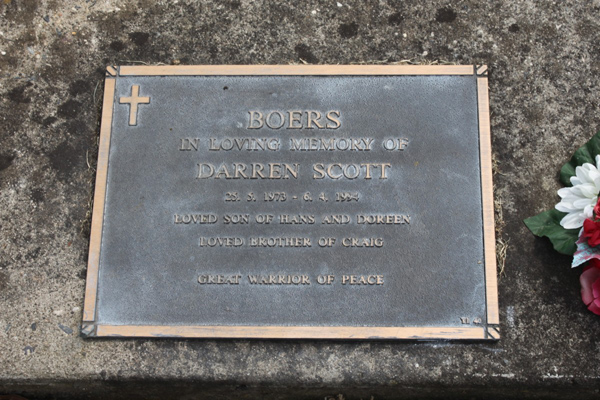 BOERS
IN LOVING MEMORY OF
DARREN SCOTT
25. 5. 1973 - 6. 4. 1994
LOVED SON OF HANS AND DOREEN
LOVED BROTHER OF CRAIG
GREAT WARRIOR OF PEACE